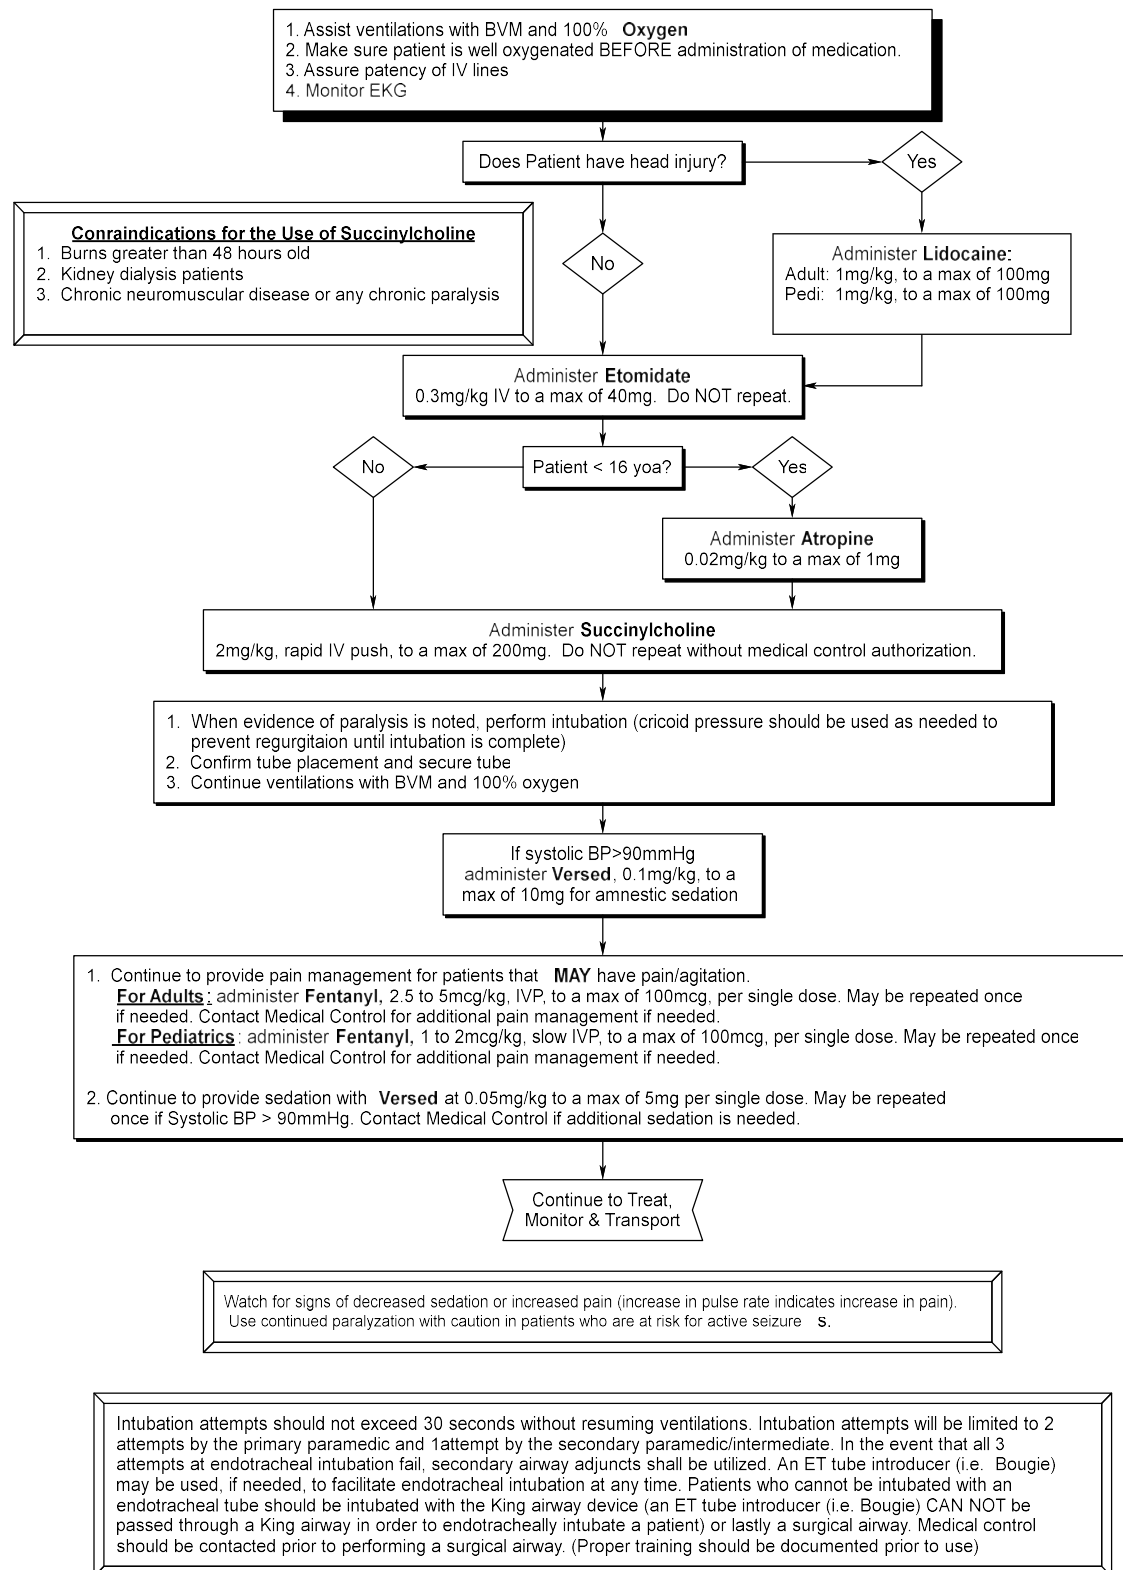 1. Assist ventilations with BVM and 100% Oxygen
2. Make sure patient is well oxygenated BEFORE administration of medication.
3. Assure patency of IV lines
4. Monitor EKG
Does Patient have head injury?
Yes
Conraindications for the Use of Succinylcholine
1. Burns greater than 48 hours old
2. Kidney dialysis patients
3. Chronic neuromuscular disease or any chronic paralysis
No
Administer Lidocaine:
Adult: 1mg/kg, to a max of 100mg
Pedi: 1mg/kg, to a max of 100mg
Administer Etomidate
0.3mg/kg IV to a max of 40mg. Do NOT repeat.
No
Patient < 16 yoa?
Yes
Administer Atropine
0.02mg/kg to a max of 1mg
Administer Succinylcholine
2mg/kg, rapid IV push, to a max of 200mg. Do NOT repeat without medical control authorization.
1. When evidence of paralysis is noted, perform intubation (cricoid pressure should be used as needed to
prevent regurgitaion until intubation is complete)
2. Confirm tube placement and secure tube
3. Continue ventilations with BVM and 100% oxygen
If systolic BP>90mmHg
administer Versed, 0.1mg/kg, to a
max of 10mg for amnestic sedation
1. Continue to provide pain management for patients that MAY have pain/agitation.
For Adults: administer Fentanyl, 2.5 to 5mcg/kg, IVP, to a max of 100mcg, per single dose. May be repeated once
if needed. Contact Medical Control for additional pain management if needed.
For Pediatrics: administer Fentanyl, 1 to 2mcg/kg, slow IVP, to a max of 100mcg, per single dose. May be repeated once
if needed. Contact Medical Control for additional pain management if needed.
2. Continue to provide sedation with Versed at 0.05mg/kg to a max of 5mg per single dose. May be repeated
once if Systolic BP > 90mmHg. Contact Medical Control if additional sedation is needed.
Continue to Treat,
Monitor & Transport
Watch for signs of decreased sedation or increased pain (increase in pulse rate indicates increase in pain).
Use continued paralyzation with caution in patients who are at risk for active seizure s.
Intubation attempts should not exceed 30 seconds without resuming ventilations. Intubation attempts will be limited to 2
attempts by the primary paramedic and 1attempt by the secondary paramedic/intermediate. In the event that all 3
attempts at endotracheal intubation fail, secondary airway adjuncts shall be utilized. An ET tube introducer (i.e. Bougie)
may be used, if needed, to facilitate endotracheal intubation at any time. Patients who cannot be intubated with an
endotracheal tube should be intubated with the King airway device (an ET tube introducer (i.e. Bougie) CAN NOT be
passed through a King airway in order to endotracheally intubate a patient) or lastly a surgical airway. Medical control
should be contacted prior to performing a surgical airway. (Proper training should be documented prior to use)